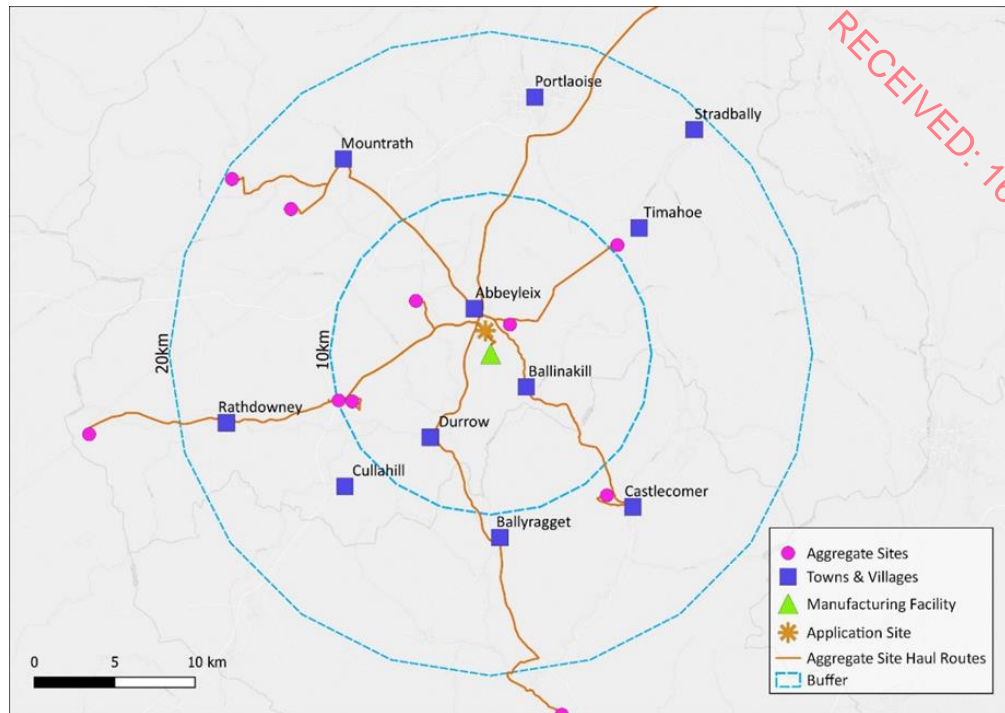 RECEIVED: 16
Portlaoise
Stradbally
Mountrath
Timahoe
Abbeyleix
20km
10km
Ballinakill
Rathdowney
Durrow
Cullahill
Castlecomer
Ballyragget
Aggregate Sites
Towns & Villages
Manufacturing Facility
Application Site
Aggregate Site Haul Routes
Buffer
0 5 10 km